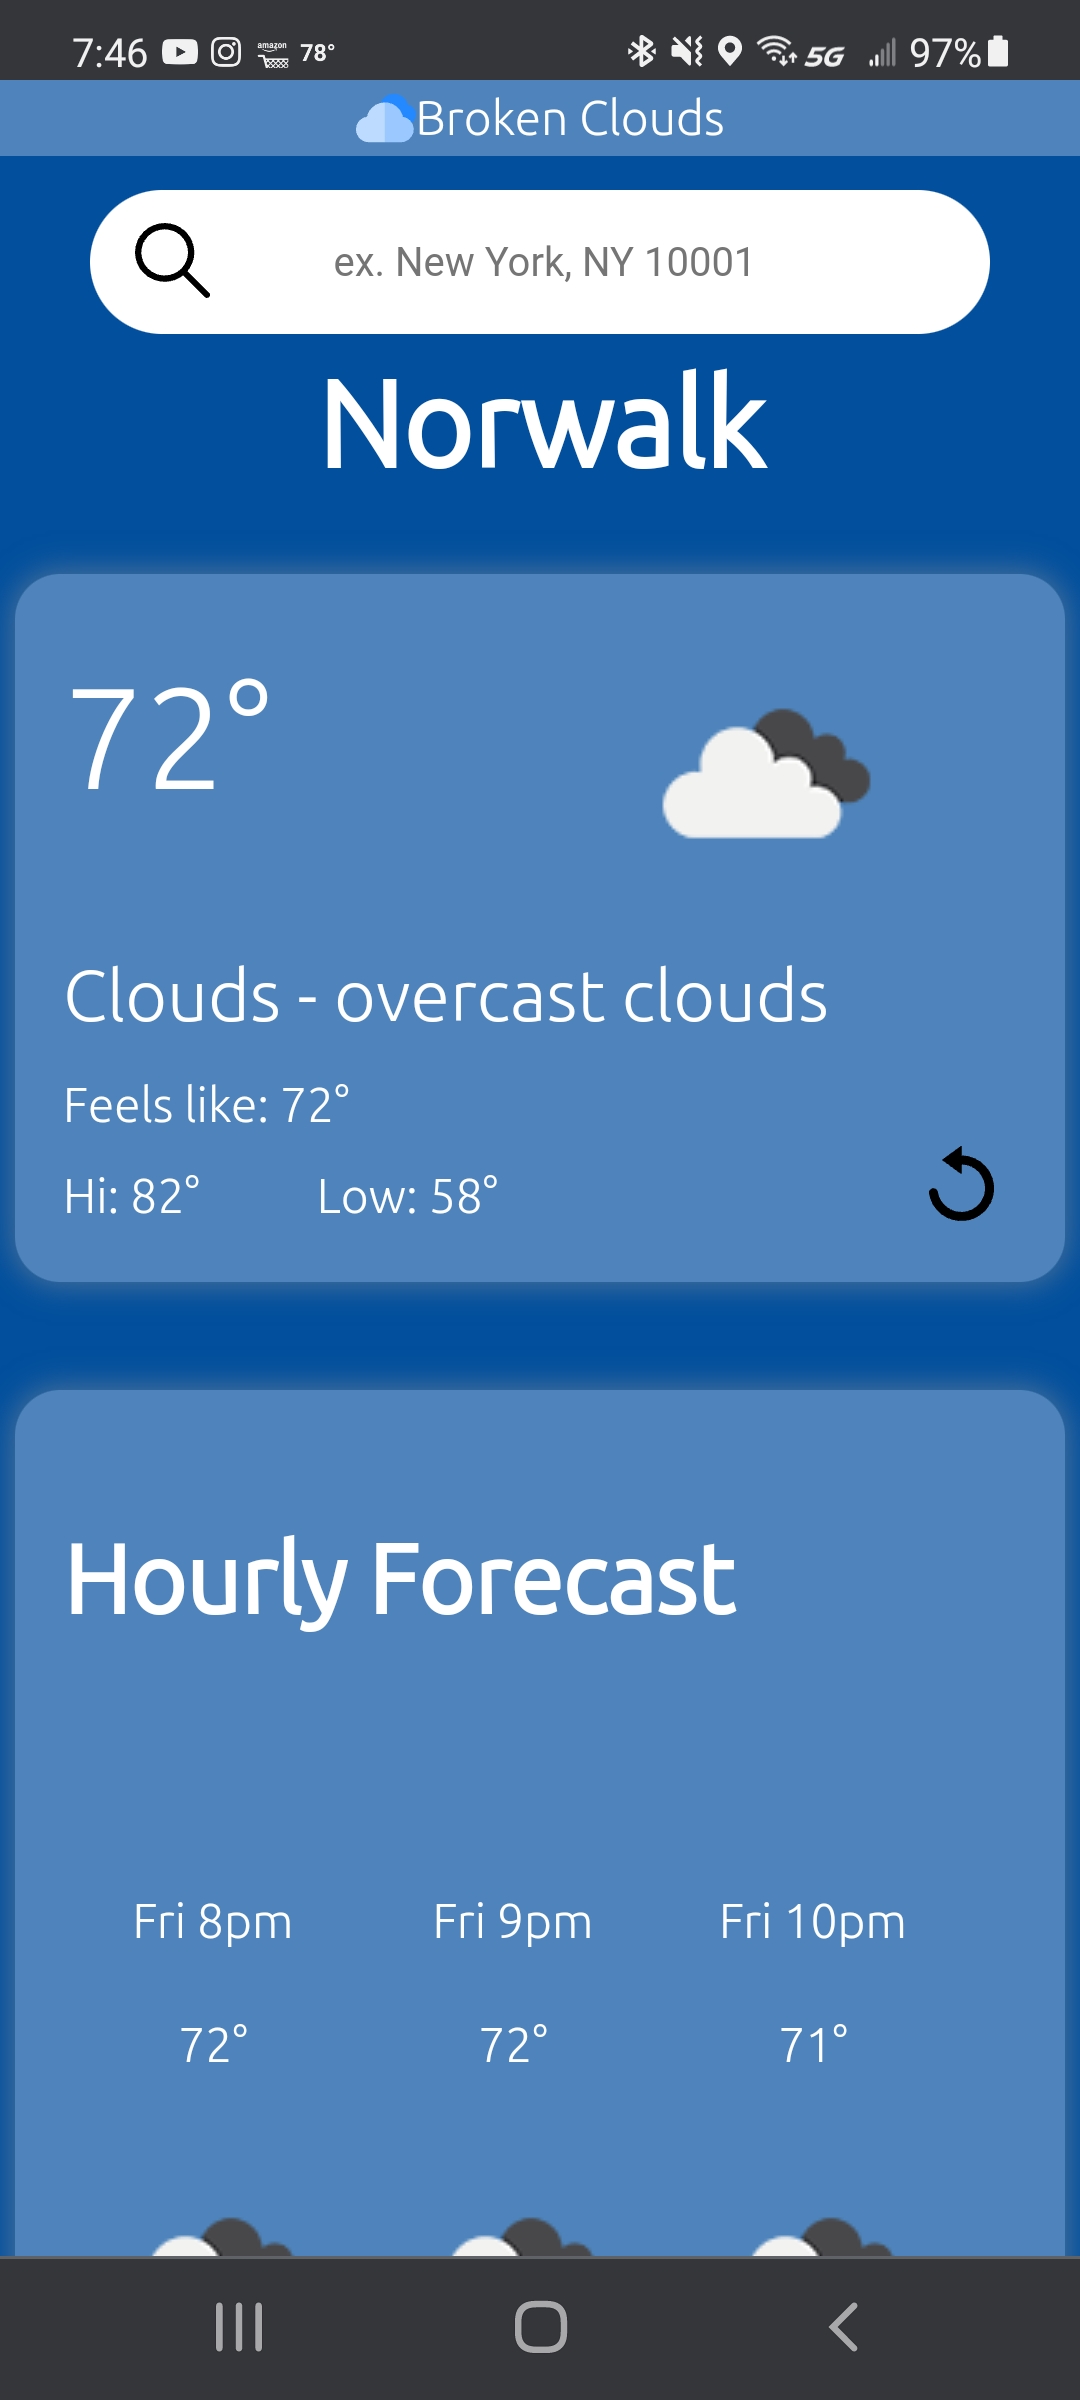 7:46 amazon 78° 5G 97%
Broken Clouds
ex. New York, NY 10001
Norwalk
72°
Clouds - overcast clouds
Feels like: 72°
Hi: 82° Low: 58°
Hourly Forecast
Fri 8pm Fri 9pm Fri 10pm
72° 72° 71°